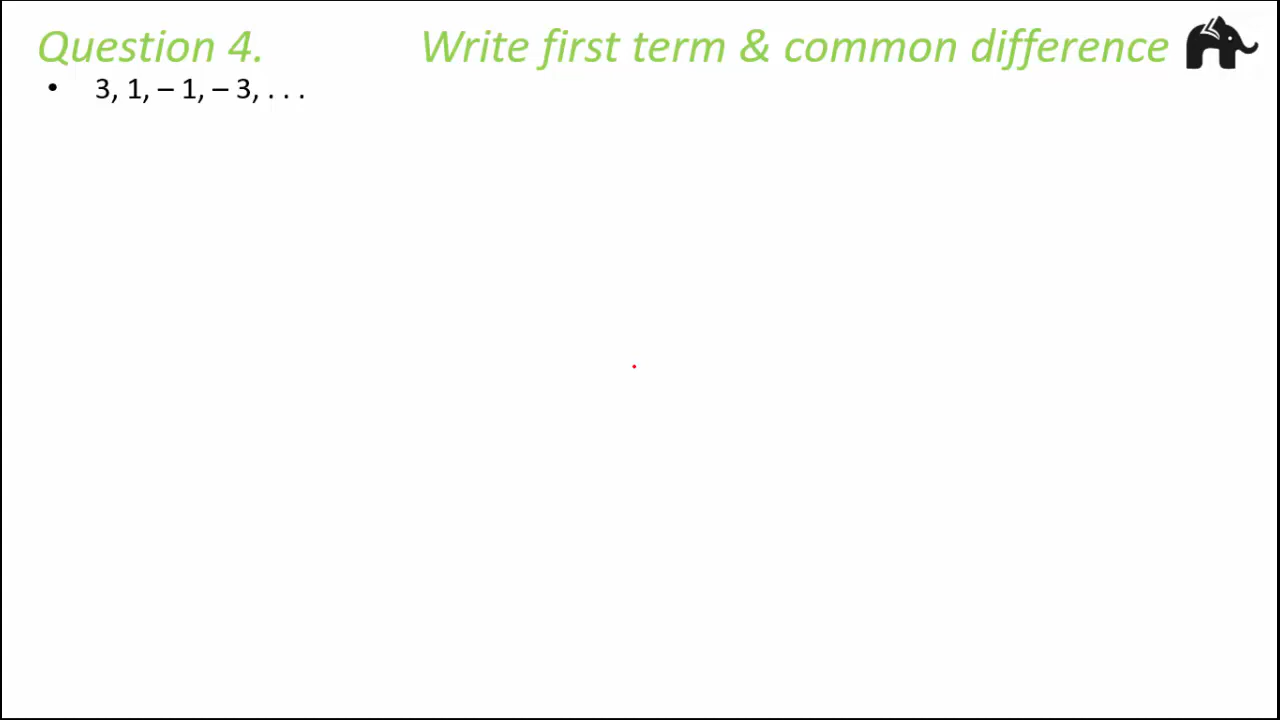 Question 4. Write first term & common difference
• 3, 1, – 1, – 3, . . .